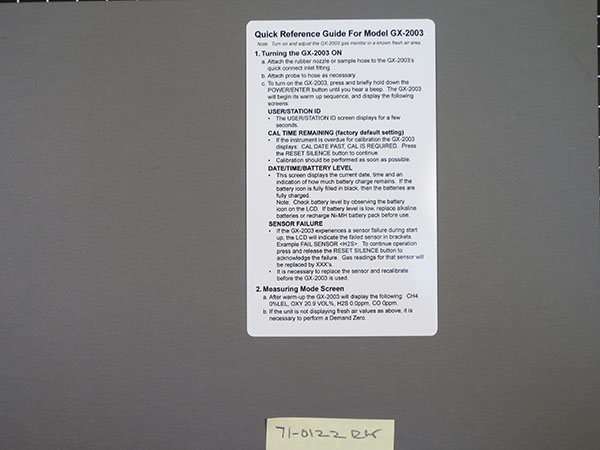 Quick Reference Guide For Model GX-2003
Note: Turn on and adjust the GX-2003 gas monitor in a known fresh air area.
1. Turning the GX-2003 ON
a. Attach the rubber nozzle or sample hose to the GX-2003's
quick connect inlet fitting.
b. Attach probe to hose as necessary.
c. To turn on the GX-2003, press and briefly hold down the
POWER/ENTER button until you hear a beep. The GX-2003
will begin its warm up sequence, and display the following
screens:
USER/STATION ID
• The USER/STATION ID screen displays for a few
seconds.
CAL TIME REMAINING (factory default setting)
• If the instrument is overdue for calibration the GX-2003
displays: CAL DATE PAST, CAL IS REQUIRED. Press
the RESET SILENCE button to continue.
• Calibration should be performed as soon as possible.
DATE/TIME/BATTERY LEVEL
• This screen displays the current date, time and an
indication of how much battery charge remains. If the
battery icon is fully filled in black, then the batteries are
fully charged.
Note: Check battery level by observing the battery
icon on the LCD. If battery level is low, replace alkaline
batteries or recharge Ni-MH battery pack before use.
SENSOR FAILURE
• If the GX-2003 experiences a sensor failure during start
up, the LCD will indicate the failed sensor in brackets.
Example FAIL SENSOR <H2S>. To continue operation
press and release the RESET SILENCE button to
acknowledge the failure. Gas readings for that sensor will
be replaced by XXX's.
• It is necessary to replace the sensor and recalibrate
before the GX-2003 is used.
2. Measuring Mode Screen
a. After warm-up the GX-2003 will display the following: CH4
0%LEL, OXY 20.9 VOL%, H2S 0.0ppm, CO 0ppm.
b. If the unit is not displaying fresh air values as above, it is
necessary to perform a Demand Zero.
71-0122RK